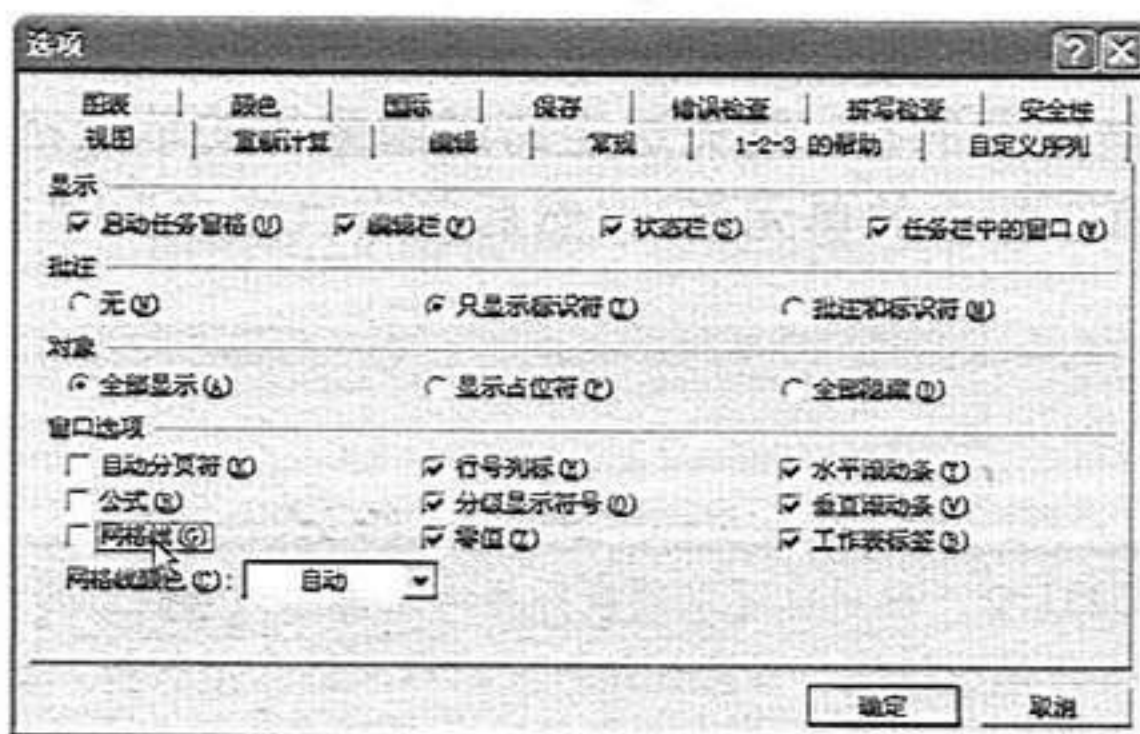 选项
图表 颜色 国际 保存 错误检查 拼写检查 安全性
视图 重新计算 编辑 常规 1-2-3 的帮助 自定义序列
显示
启动任务窗格(U) 编辑栏(F) 状态栏(S) 任务栏中的窗口(W)
批注
无(N) 只显示标识符(I) 批注和标识符(M)
对象
全部显示(A) 显示占位符(P) 全部隐藏(D)
窗口选项
自动分页符(K) 行号列标(E) 水平滚动条(T)
公式(R) 分级显示符号(O) 垂直滚动条(V)
网格线(G) 零值(Z) 工作表标签(B)
网格线颜色(C): 自动
确定 取消